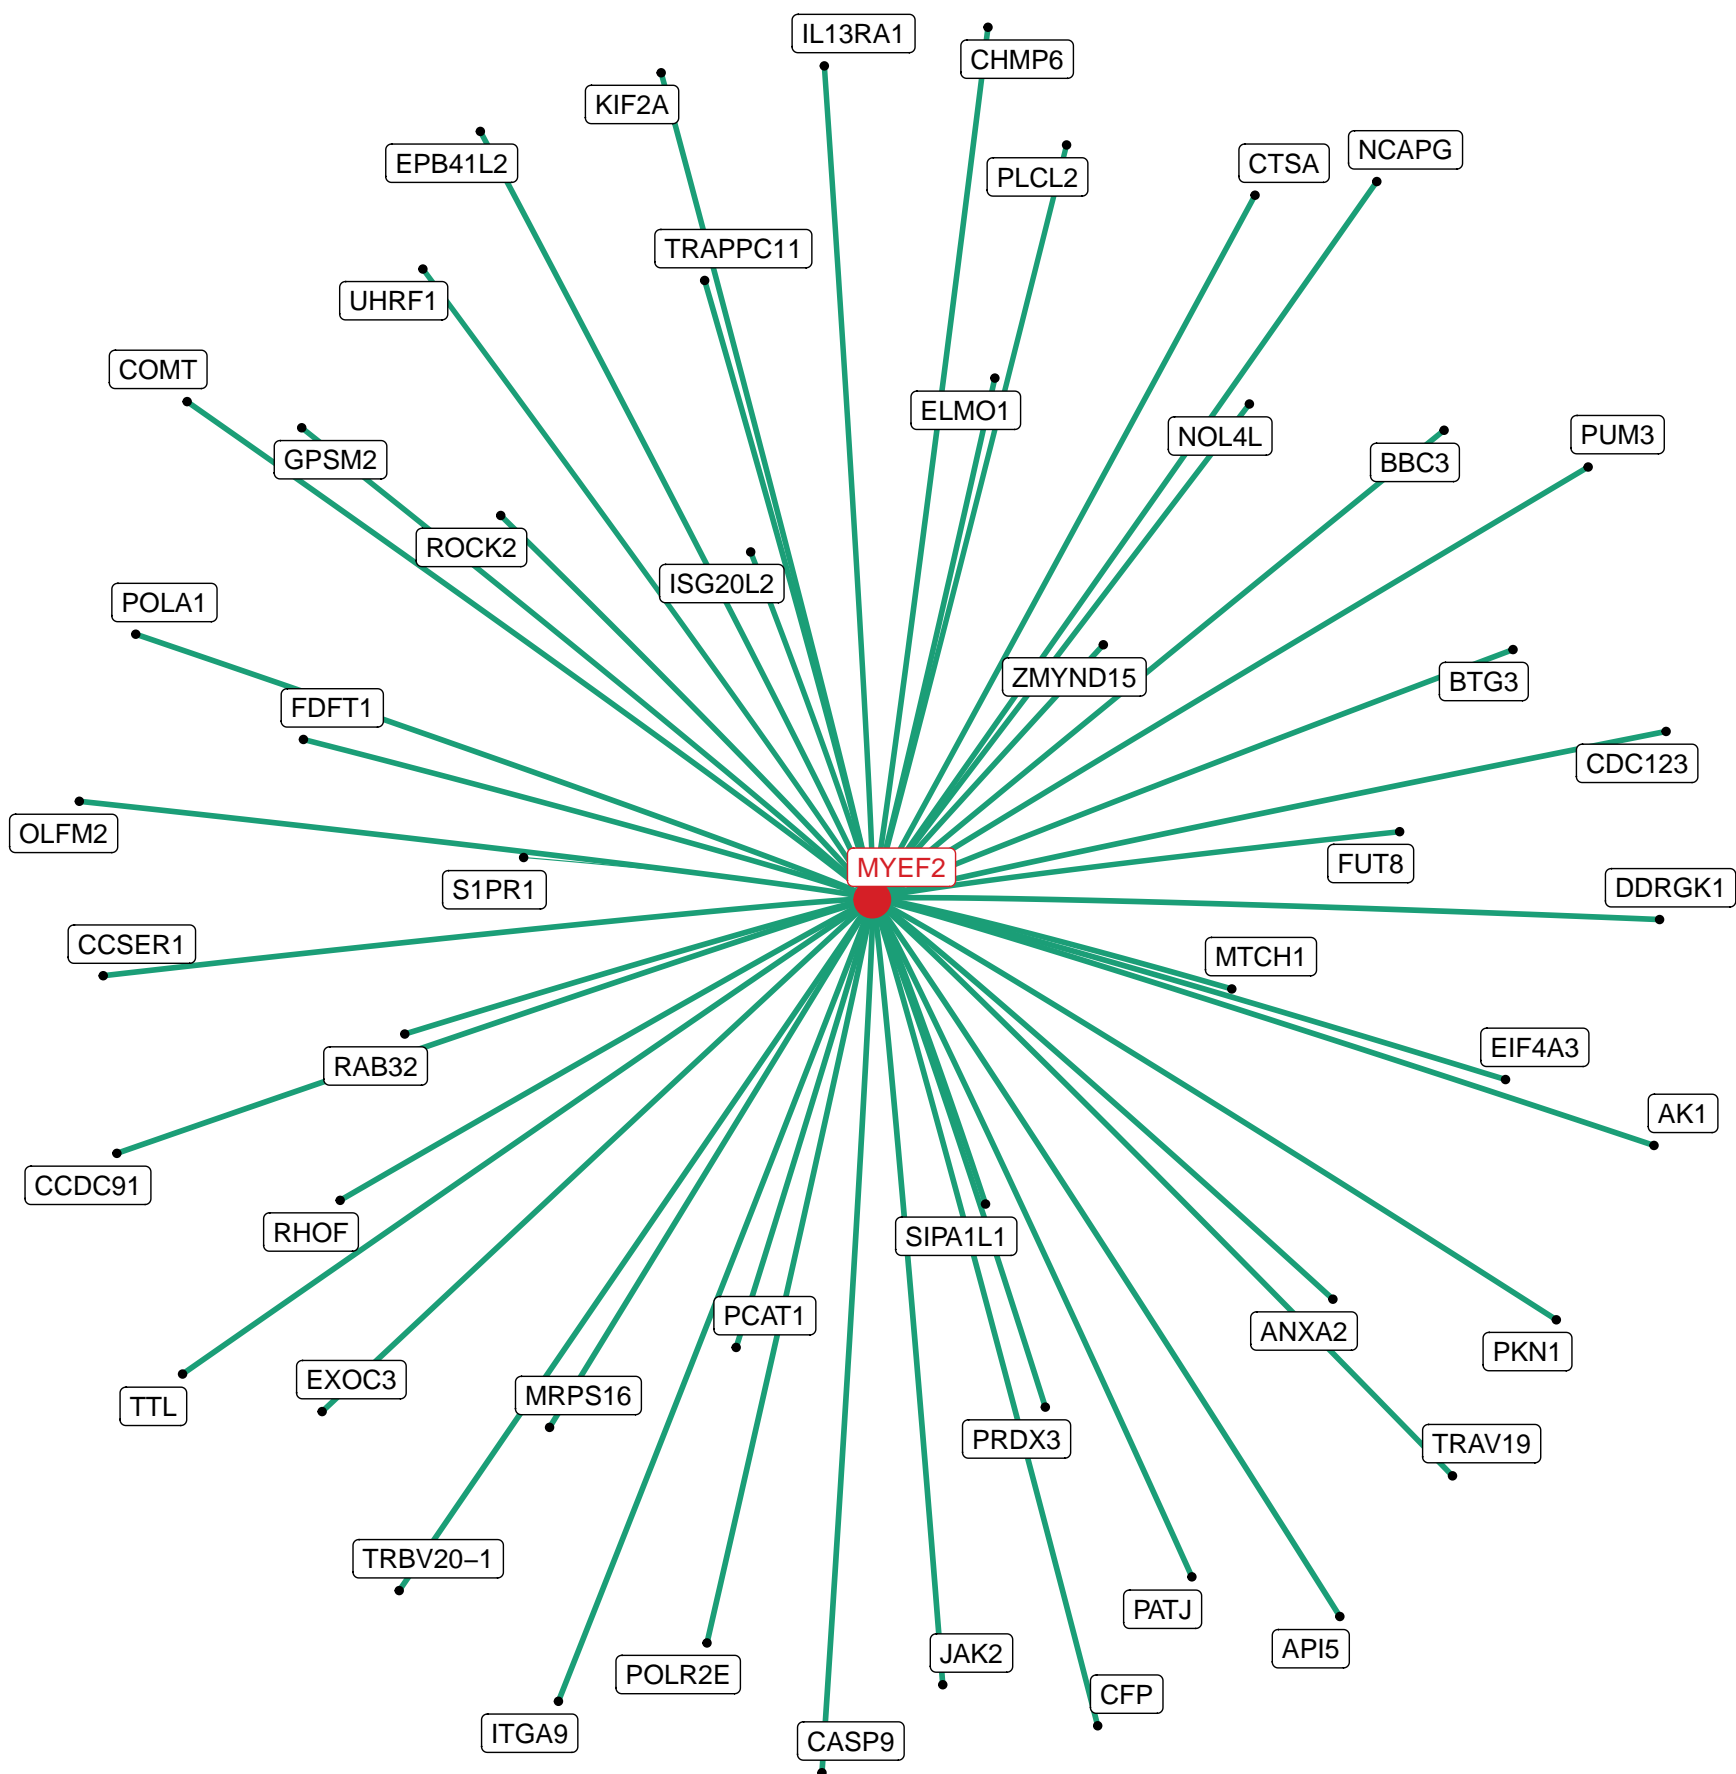 IL13RA1
CHMP6
KIF2A
EPB41L2
PLCL2
CTSA
NCAPG
TRAPPC11
UHRF1
COMT
ELMO1
NOL4L
PUM3
GPSM2
BBC3
ROCK2
ISG20L2
POLA1
ZMYND15
BTG3
FDFT1
CDC123
OLFM2
MYEF2
FUT8
S1PR1
DDRGK1
CCSER1
MTCH1
EIF4A3
RAB32
AK1
CCDC91
RHOF
SIPA1L1
PCAT1
ANXA2
PKN1
EXOC3
MRPS16
TTL
PRDX3
TRAV19
TRBV20−1
PATJ
API5
JAK2
POLR2E
CFP
ITGA9
CASP9